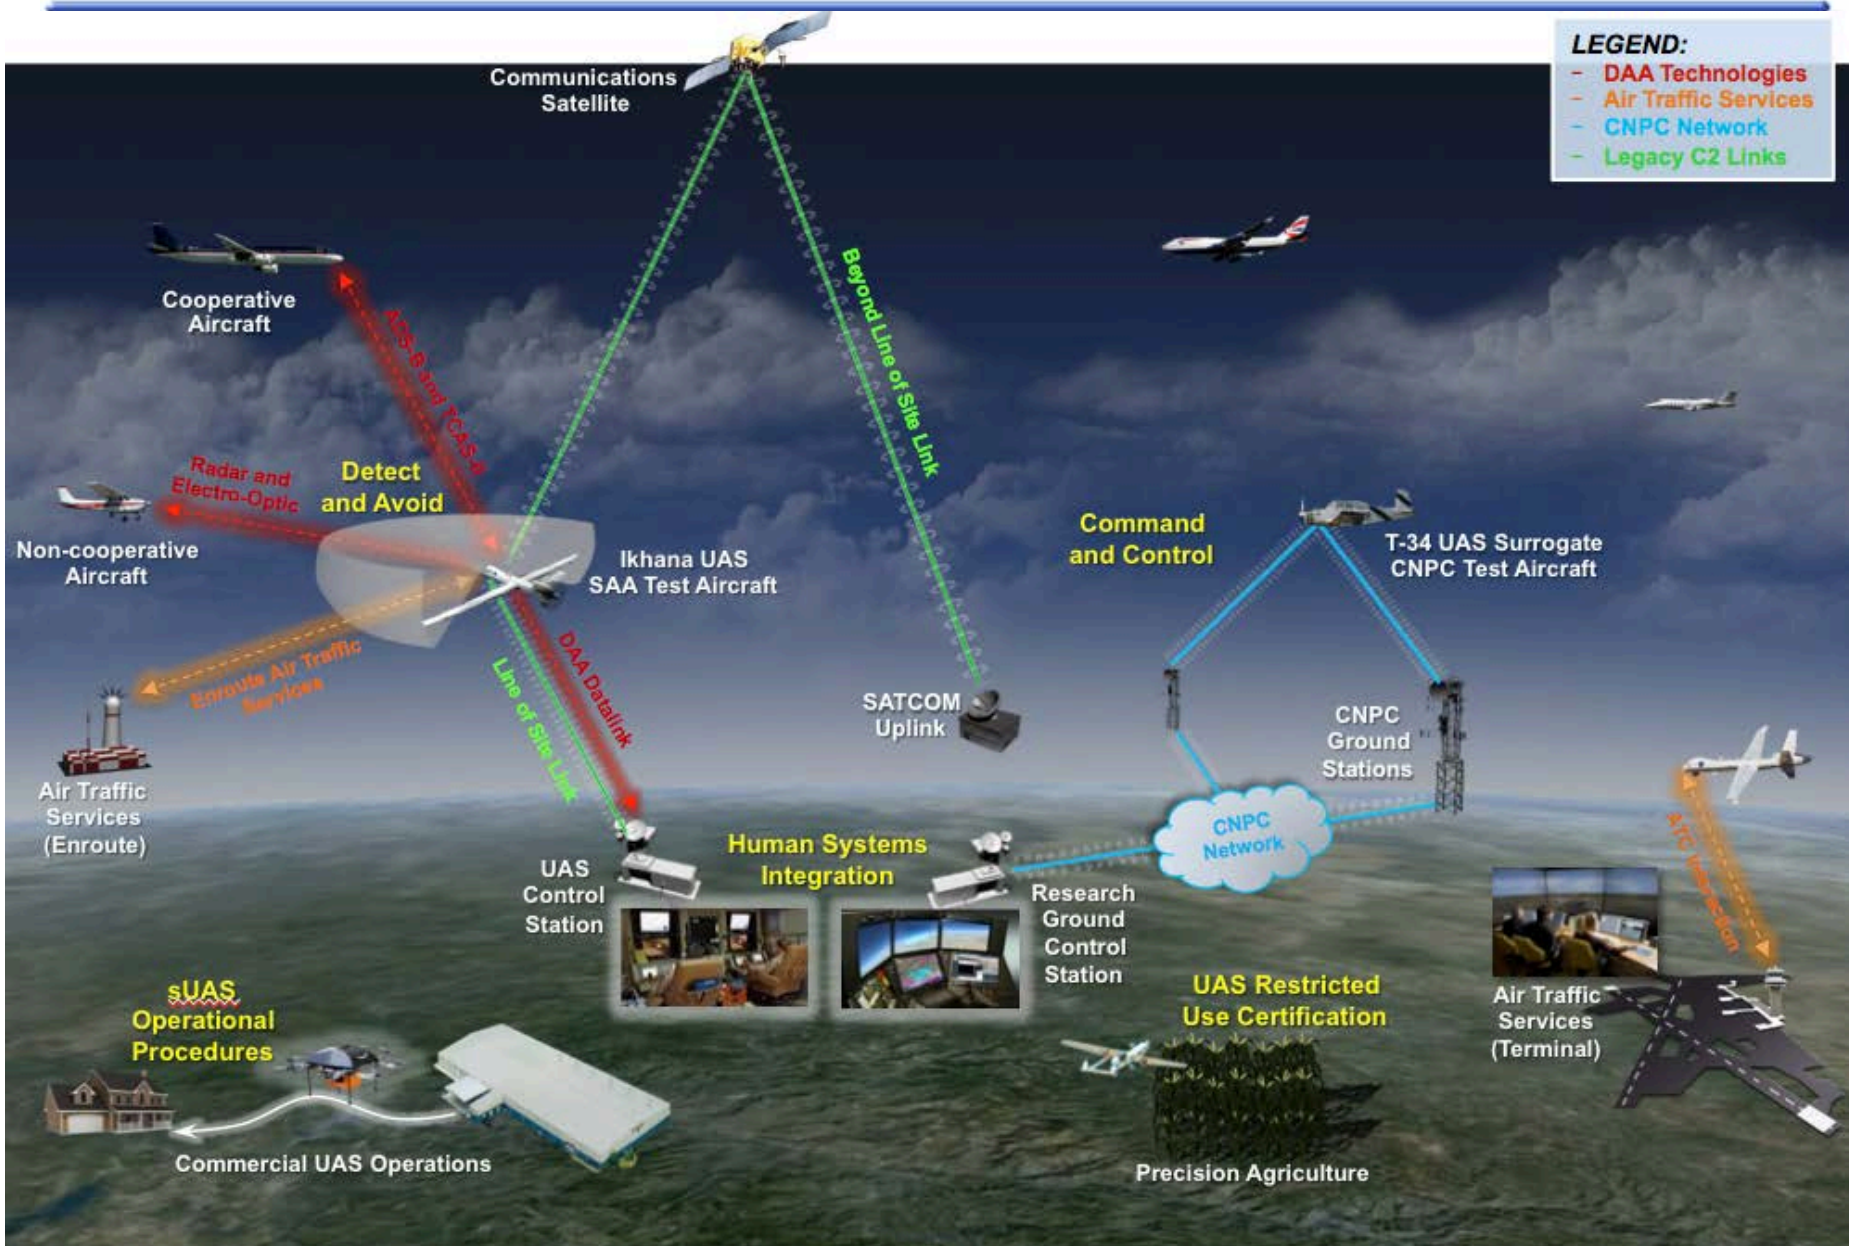 LEGEND:
- DAA Technologies
- Air Traffic Services
- CNPC Network
- Legacy C2 Links
Communications
Satellite
Cooperative
Aircraft
ADS-B and TCAS-II
Beyond Line of Site Link
Radar and
Electro-Optic
Detect
and Avoid
Non-cooperative
Aircraft
Ikhana UAS
SAA Test Aircraft
Command
and Control
T-34 UAS Surrogate
CNPC Test Aircraft
Enroute Air Traffic
Services
Line of Site Link
DAA Datalink
SATCOM
Uplink
CNPC
Ground
Stations
Air Traffic
Services
(Enroute)
CNPC
Network
ATC Interaction
UAS
Control
Station
Human Systems
Integration
Research
Ground
Control
Station
sUAS
Operational
Procedures
UAS Restricted
Use Certification
Air Traffic
Services
(Terminal)
Commercial UAS Operations
Precision Agriculture